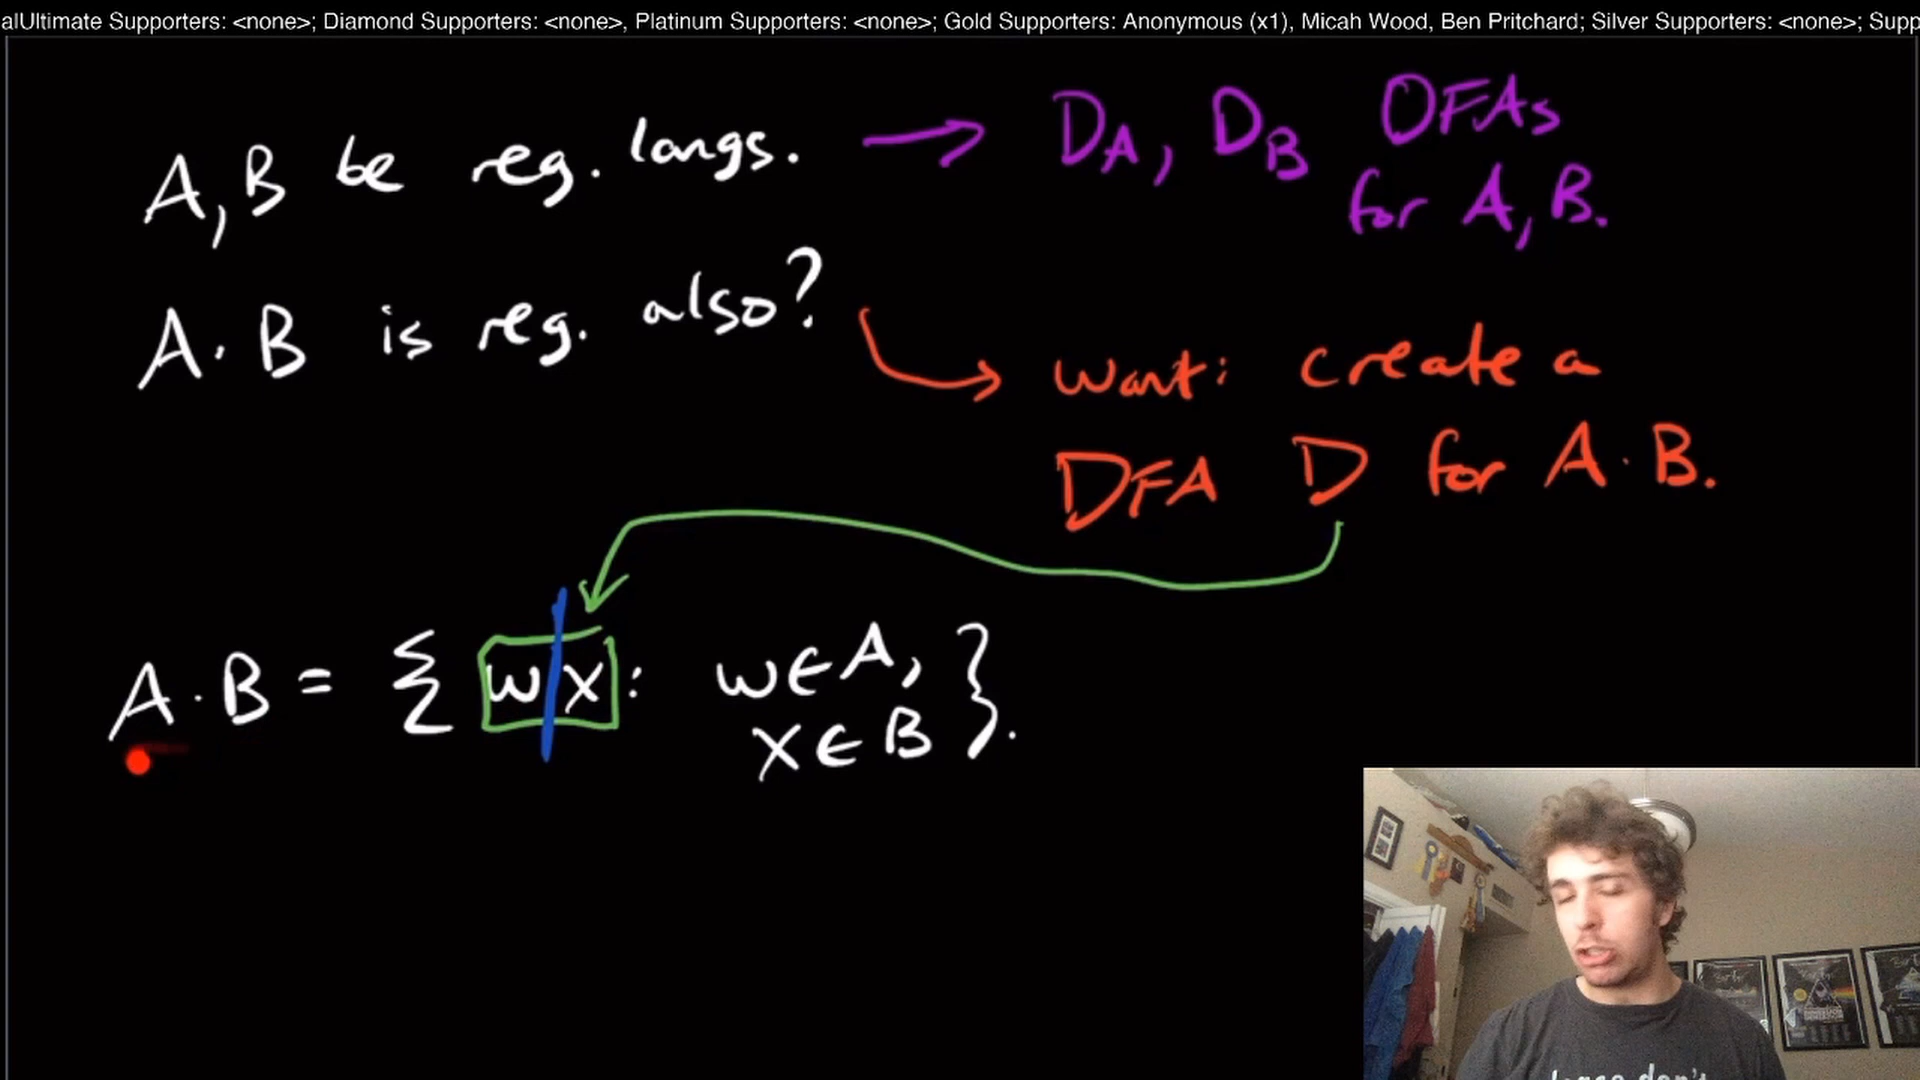 alUltimate Supporters: <none>; Diamond Supporters: <none>, Platinum Supporters: <none>; Gold Supporters: Anonymous (x1), Micah Wood, Ben Pritchard; Silver Supporters: <none>; Supp
A, B be reg. langs. → DA, DB DFAs
for A, B.
A · B is reg. also?
Want: create a
DFA D for A · B.
A · B = { w x : w ∈ A, }.
x ∈ B